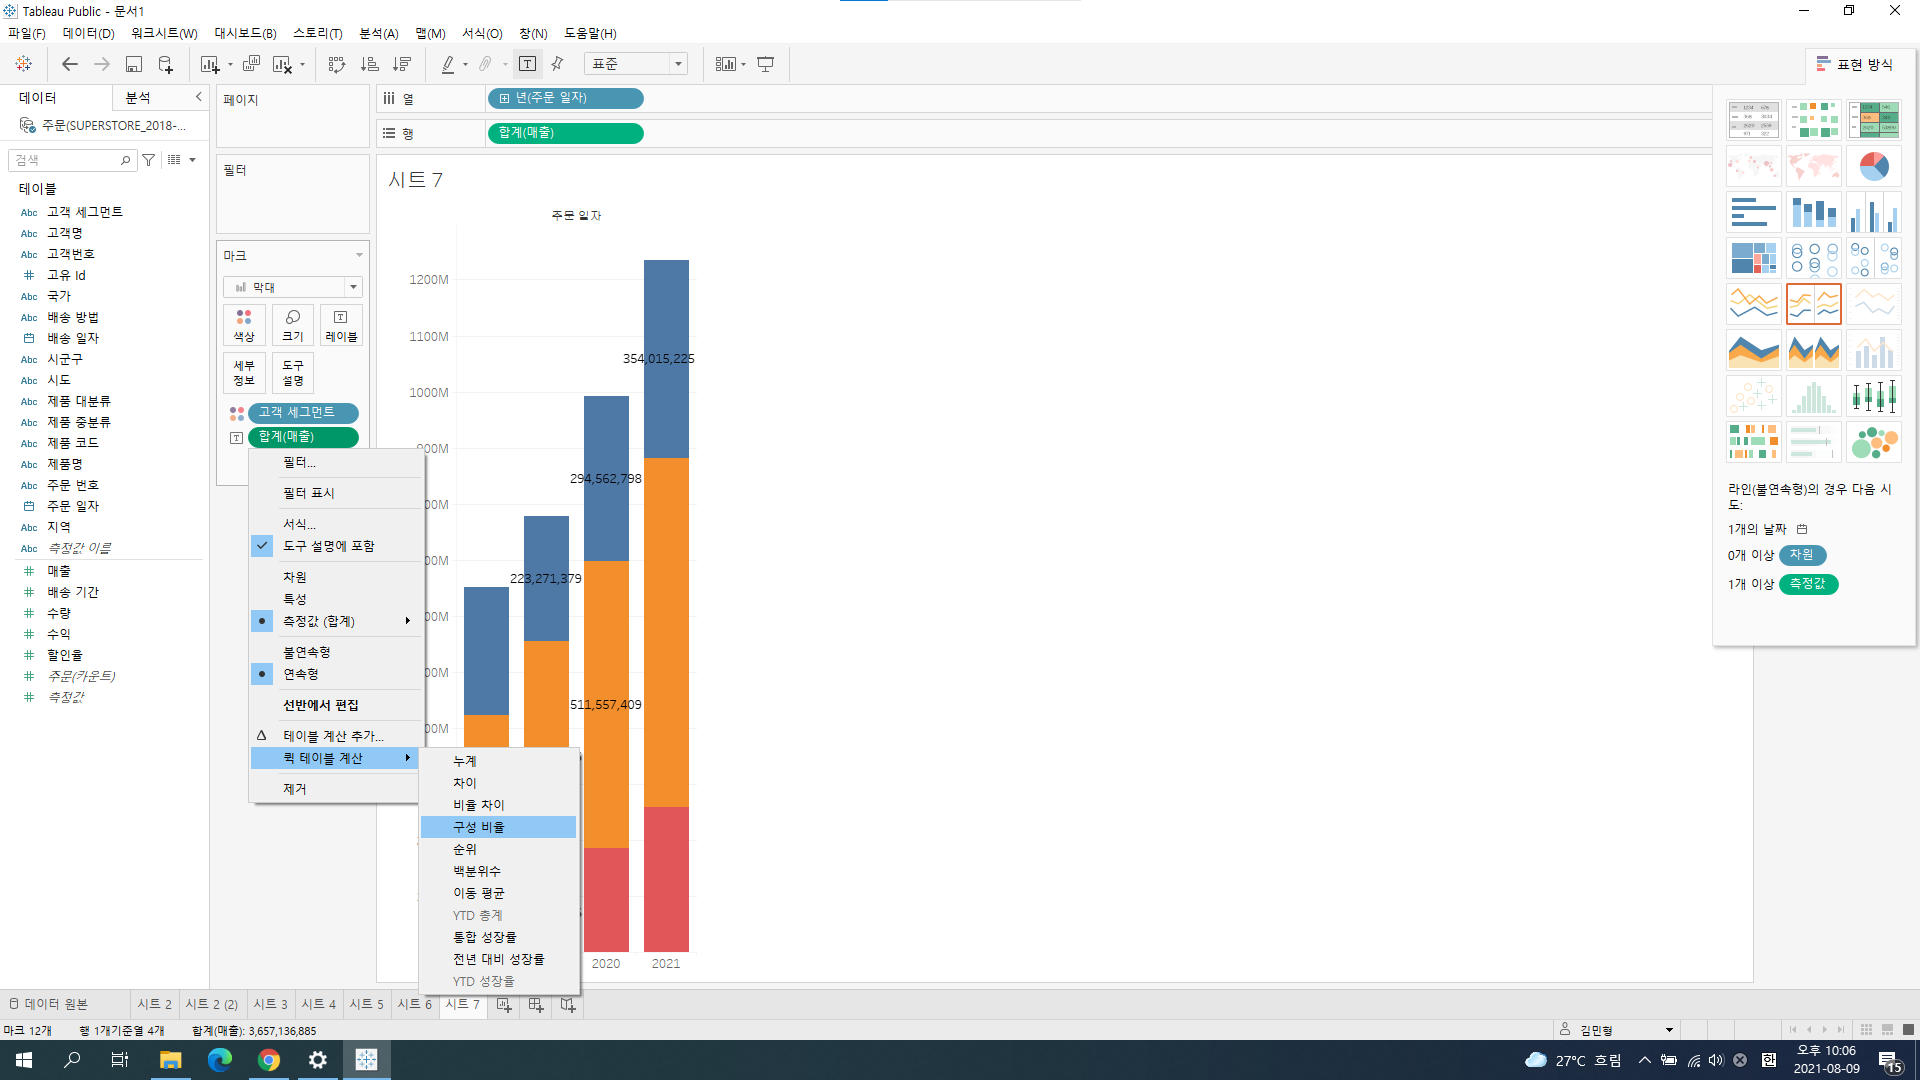 Tableau Public - 문서1
파일(F) 데이터(D) 워크시트(W) 대시보드(B) 스토리(T) 분석(A) 맵(M) 서식(O) 창(N) 도움말(H)
표준
표현 방식
데이터 분석
주문(SUPERSTORE_2018-...
검색
테이블
Abc 고객 세그먼트
Abc 고객명
Abc 고객번호
# 고유 Id
Abc 국가
Abc 배송 방법
배송 일자
Abc 시군구
Abc 시도
Abc 제품 대분류
Abc 제품 중분류
Abc 제품 코드
Abc 제품명
Abc 주문 번호
주문 일자
Abc 지역
Abc 측정값 이름
# 매출
# 배송 기간
# 수량
# 수익
# 할인율
# 주문(카운트)
# 측정값
페이지
필터
마크
막대
색상 크기 레이블
세부 정보
도구 설명
고객 세그먼트
합계(매출)
열 년(주문 일자)
행 합계(매출)
시트 7
주문 일자
1200M
1100M
1000M
354,015,225
294,562,798
223,271,379
511,557,409
2020 2021
필터...
필터 표시
서식...
도구 설명에 포함
차원
특성
측정값 (합계)
불연속형
연속형
선반에서 편집
테이블 계산 추가...
퀵 테이블 계산
제거
누계
차이
비율 차이
구성 비율
순위
백분위수
이동 평균
YTD 총계
통합 성장률
전년 대비 성장률
YTD 성장율
라인(불연속형)의 경우 다음 시
도:
1개의 날짜
0개 이상 차원
1개 이상 측정값
데이터 원본 시트 2 시트 2 (2) 시트 3 시트 4 시트 5 시트 6 시트 7
마크 12개 행 1개기준열 4개 합계(매출): 3,657,136,885
김민형
27°C 흐림
한
오후 10:06
2021-08-09
15